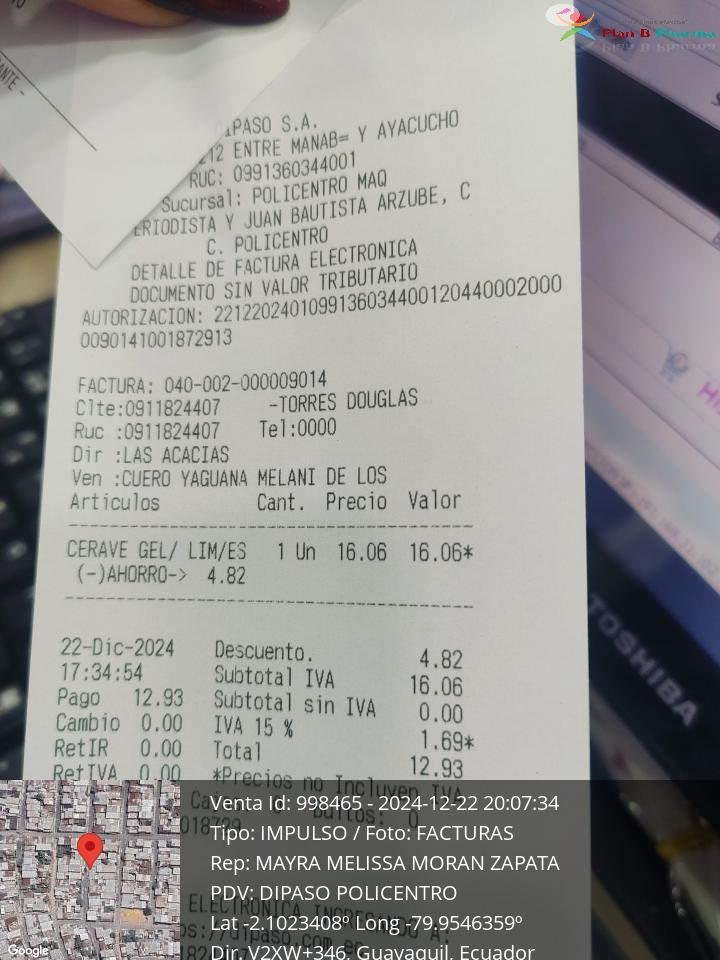 Plan B Pharma
DIPASO S.A.
212 ENTRE MANAB= Y AYACUCHO
RUC: 0991360344001
Sucursal: POLICENTRO MAQ
ERIODISTA Y JUAN BAUTISTA ARZUBE, C
C. POLICENTRO
DETALLE DE FACTURA ELECTRONICA
DOCUMENTO SIN VALOR TRIBUTARIO
AUTORIZACION: 2212202401099136034400120440002000
0090141001872913
FACTURA: 040-002-000009014
Clte:0911824407 -TORRES DOUGLAS
Ruc :0911824407 Tel:0000
Dir :LAS ACACIAS
Ven :CUERO YAGUANA MELANI DE LOS
Articulos Cant. Precio Valor
CERAVE GEL/ LIM/ES 1 Un 16.06 16.06*
(-)AHORRO-> 4.82
22-Dic-2024 Descuento. 4.82
17:34:54 Subtotal IVA 16.06
Pago 12.93 Subtotal sin IVA 0.00
Cambio 0.00 IVA 15 % 1.69*
RetIR 0.00 Total 12.93
RetIVA 0.00 *Precios no Incluyen IVA
Venta Id: 998465 - 2024-12-22 20:07:34
Tipo: IMPULSO / Foto: FACTURAS
Rep: MAYRA MELISSA MORAN ZAPATA
PDV: DIPASO POLICENTRO
Lat -2.1023408º Long -79.9546359º
Dir. V2XW+346, Guayaquil, Ecuador
Google
TOSHIBA